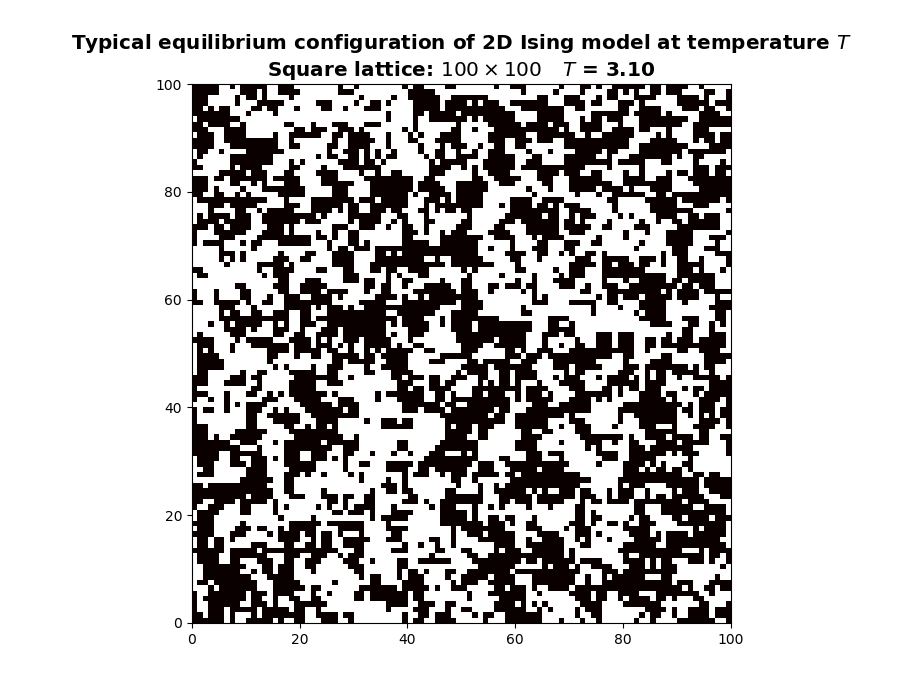 Typical equilibrium configuration of 2D Ising model at temperature T
Square lattice: 100 × 100 T = 3.10
100
80
60
40
20
0
0 20 40 60 80 100